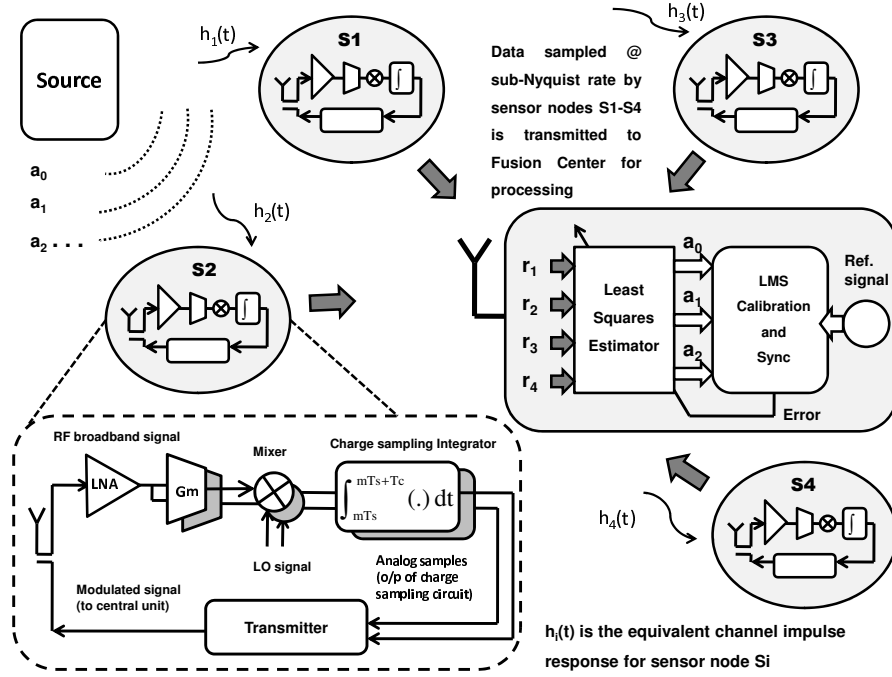 Source
h1(t)
S1
Data sampled @
sub-Nyquist rate by
sensor nodes S1-S4
is transmitted to
Fusion Center for
processing
h3(t)
S3
∫
∫
a0
a1
a2 . . .
h2(t)
S2
∫
r1
r2
r3
r4
Least
Squares
Estimator
a0
a1
a2
LMS
Calibration
and
Sync
Ref.
signal
Error
RF broadband signal
LNA
Gm
Mixer
LO signal
Charge sampling Integrator
∫ mTs+Tc
mTs
(.) dt
Analog samples
(o/p of charge
sampling circuit)
Modulated signal
(to central unit)
Transmitter
h4(t)
S4
∫
hi(t) is the equivalent channel impulse
response for sensor node Si